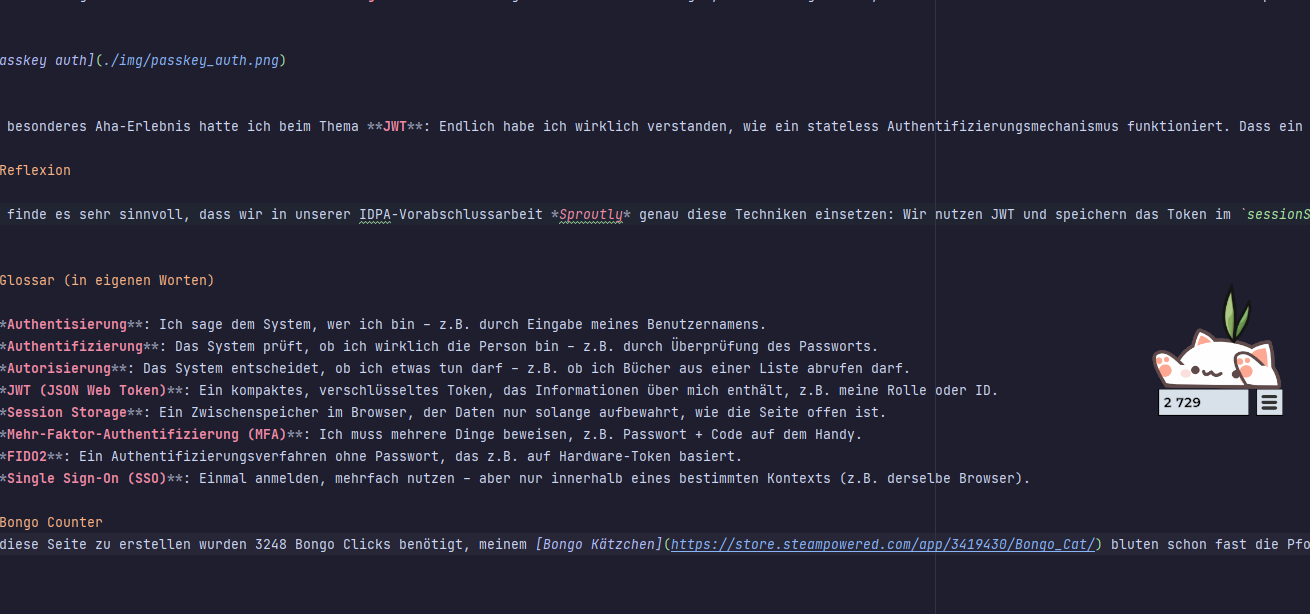 asskey auth](./img/passkey_auth.png)
besonderes Aha-Erlebnis hatte ich beim Thema **JWT**: Endlich habe ich wirklich verstanden, wie ein stateless Authentifizierungsmechanismus funktioniert. Dass ein
Reflexion
finde es sehr sinnvoll, dass wir in unserer IDPA-Vorabschlussarbeit *Sproutly* genau diese Techniken einsetzen: Wir nutzen JWT und speichern das Token im `sessionS
Glossar (in eigenen Worten)
*Authentisierung**: Ich sage dem System, wer ich bin – z.B. durch Eingabe meines Benutzernamens.
*Authentifizierung**: Das System prüft, ob ich wirklich die Person bin – z.B. durch Überprüfung des Passworts.
*Autorisierung**: Das System entscheidet, ob ich etwas tun darf – z.B. ob ich Bücher aus einer Liste abrufen darf.
*JWT (JSON Web Token)**: Ein kompaktes, verschlüsseltes Token, das Informationen über mich enthält, z.B. meine Rolle oder ID.
*Session Storage**: Ein Zwischenspeicher im Browser, der Daten nur solange aufbewahrt, wie die Seite offen ist.
*Mehr-Faktor-Authentifizierung (MFA)**: Ich muss mehrere Dinge beweisen, z.B. Passwort + Code auf dem Handy.
*FIDO2**: Ein Authentifizierungsverfahren ohne Passwort, das z.B. auf Hardware-Token basiert.
*Single Sign-On (SSO)**: Einmal anmelden, mehrfach nutzen – aber nur innerhalb eines bestimmten Kontexts (z.B. derselbe Browser).
2 729
Bongo Counter
diese Seite zu erstellen wurden 3248 Bongo Clicks benötigt, meinem [Bongo Kätzchen](https://store.steampowered.com/app/3419430/Bongo_Cat/) bluten schon fast die Pfo